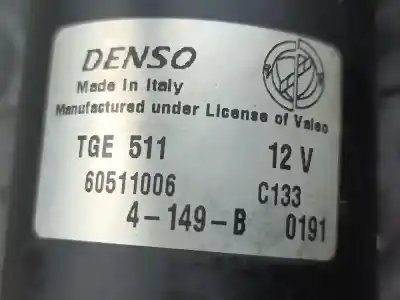 DENSO
Made in Italy
Manufactured under License of Valeo
TGE 511 12 V
60511006 C133
4-149-B 0191